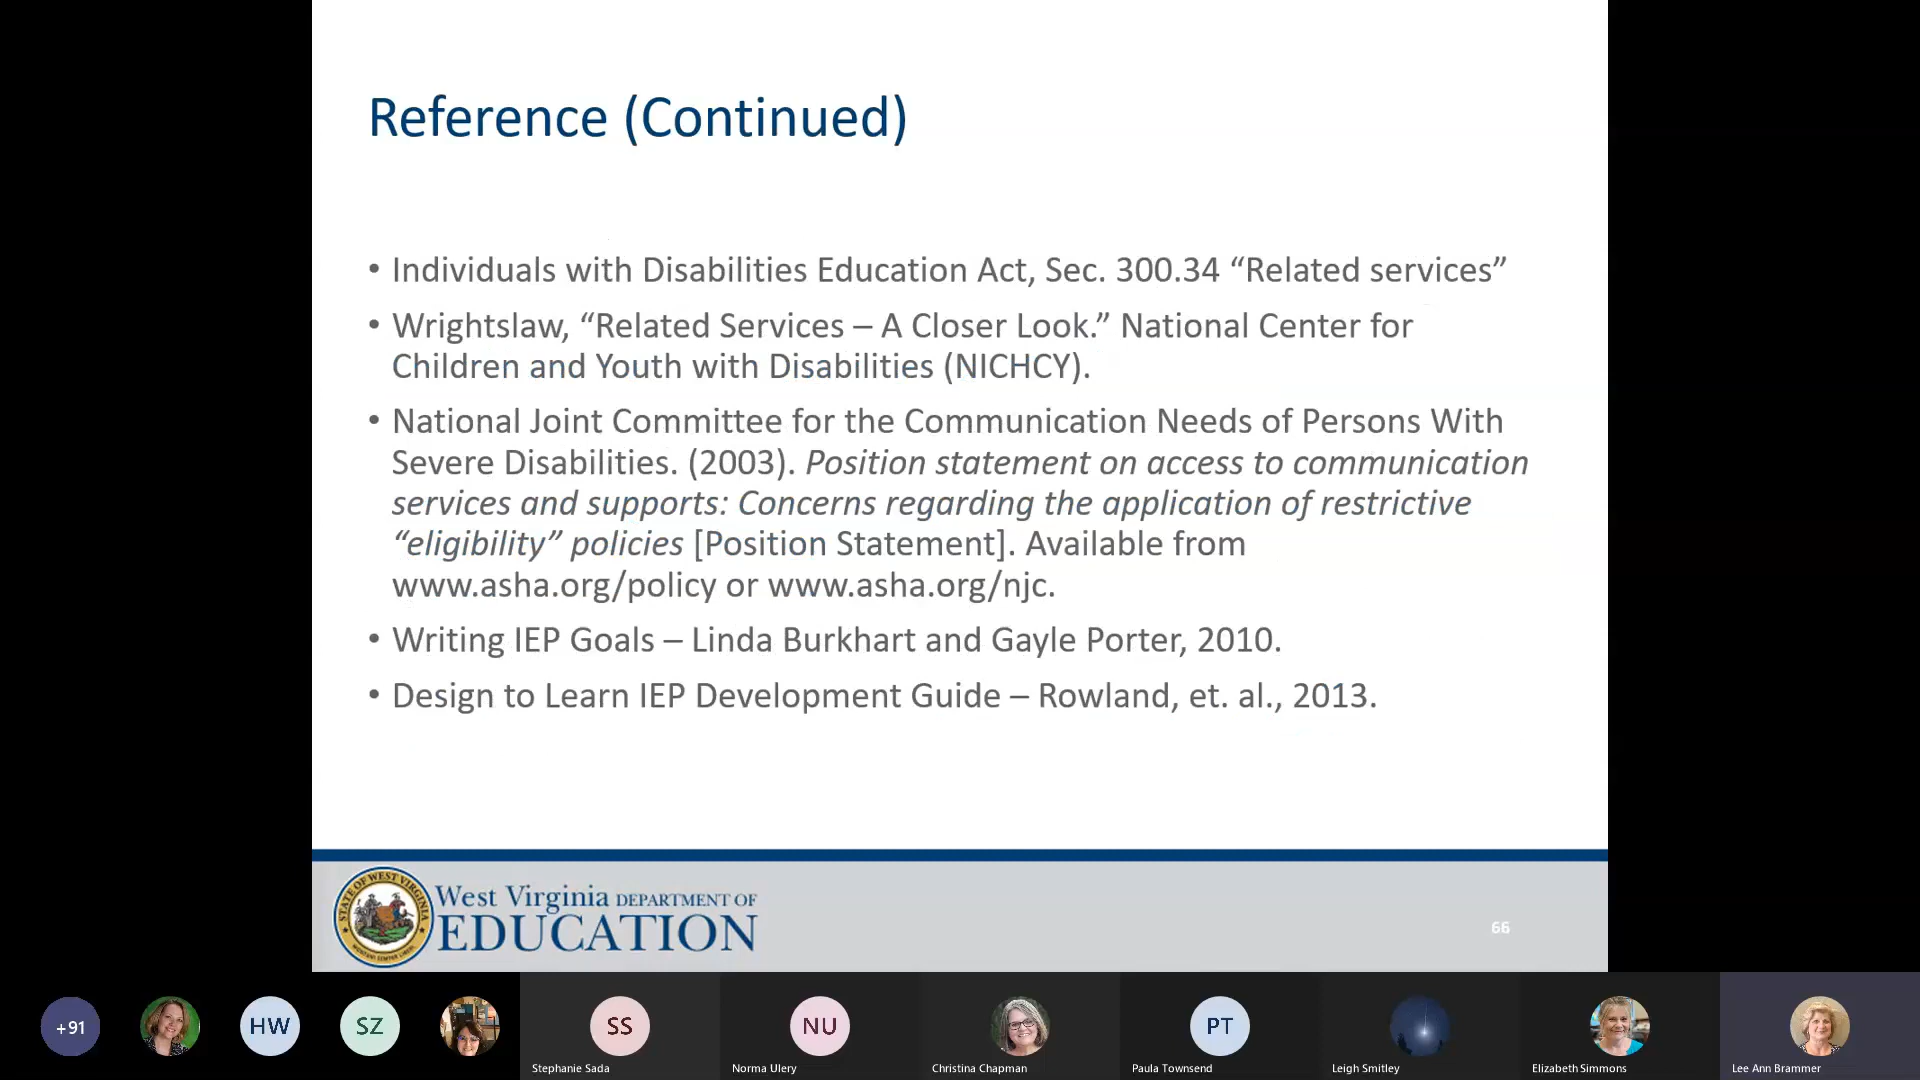 Reference (Continued)
• Individuals with Disabilities Education Act, Sec. 300.34 “Related services”
• Wrightslaw, “Related Services – A Closer Look.” National Center for
Children and Youth with Disabilities (NICHCY).
• National Joint Committee for the Communication Needs of Persons With
Severe Disabilities. (2003). Position statement on access to communication
services and supports: Concerns regarding the application of restrictive
“eligibility” policies [Position Statement]. Available from
www.asha.org/policy or www.asha.org/njc.
• Writing IEP Goals – Linda Burkhart and Gayle Porter, 2010.
• Design to Learn IEP Development Guide – Rowland, et. al., 2013.
STATE OF WEST VIRGINIA
West Virginia DEPARTMENT OF
EDUCATION
66
+91
HW
SZ
SS
NU
PT
Stephanie Sada
Norma Ulery
Christina Chapman
Paula Townsend
Leigh Smitley
Elizabeth Simmons
Lee Ann Brammer